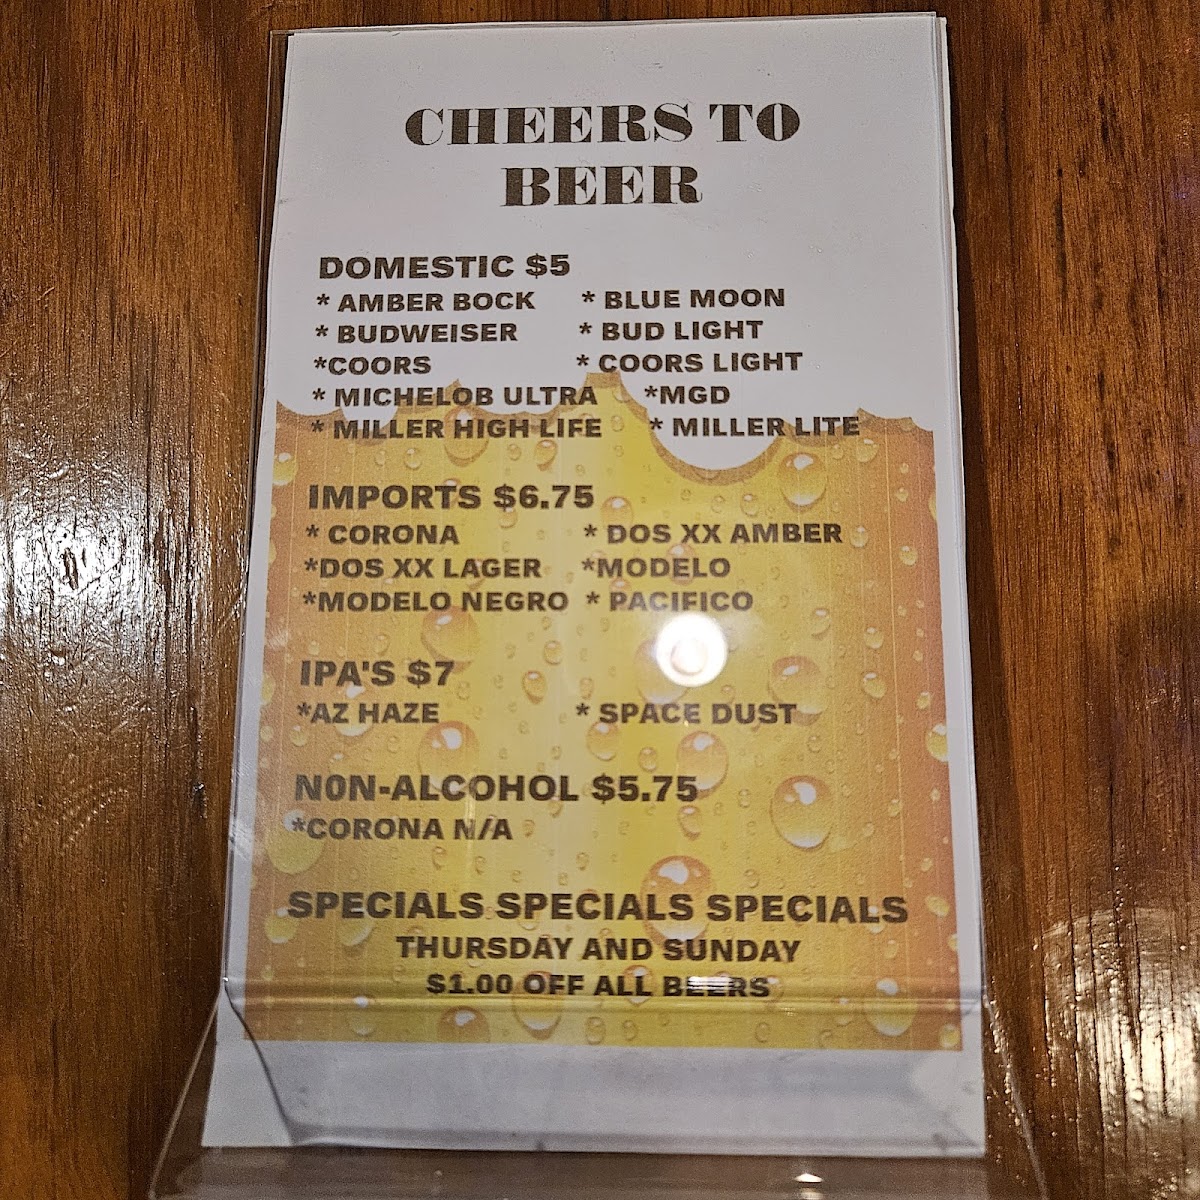 CHEERS TO
BEER
DOMESTIC $5
* AMBER BOCK * BLUE MOON
* BUDWEISER * BUD LIGHT
*COORS * COORS LIGHT
* MICHELOB ULTRA *MGD
* MILLER HIGH LIFE * MILLER LITE
IMPORTS $6.75
* CORONA * DOS XX AMBER
*DOS XX LAGER *MODELO
*MODELO NEGRO * PACIFICO
IPA'S $7
*AZ HAZE * SPACE DUST
N0N-ALCOHOL $5.75
*CORONA N/A
SPECIALS SPECIALS SPECIALS
THURSDAY AND SUNDAY
$1.00 OFF ALL BEERS